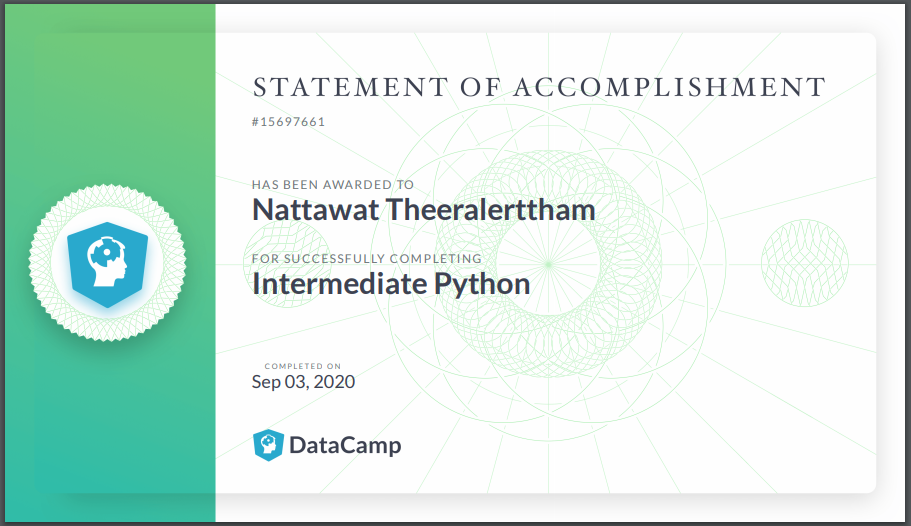 STATEMENT OF ACCOMPLISHMENT
#15697661
HAS BEEN AWARDED TO
Nattawat Theeralerttham
FOR SUCCESSFULLY COMPLETING
Intermediate Python
COMPLETED ON
Sep 03, 2020
DataCamp